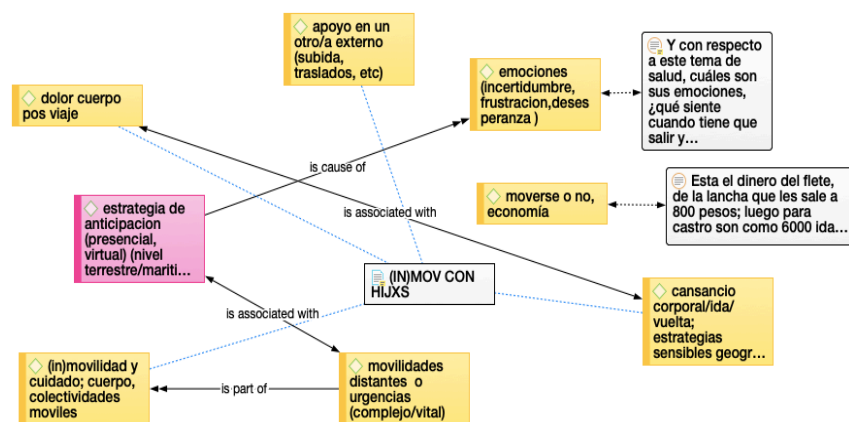 apoyo en un
otro/a externo
(subida,
traslados, etc)
emociones
(incertidumbre,
frustracion,deses
peranza )
Y con respecto
a este tema de
salud, cuáles son
sus emociones,
¿qué siente
cuando tiene que
salir y…
dolor cuerpo
pos viaje
is cause of
moverse o no,
economía
Esta el dinero del flete,
de la lancha que les sale a
800 pesos; luego para
castro son como 6000 ida…
estrategia de
anticipacion
(presencial,
virtual) (nivel
terrestre/mariti…
is associated with
(IN)MOV CON
HIJXS
cansancio
corporal/ida/
vuelta;
estrategias
sensibles geogr…
is associated with
(in)movilidad y
cuidado; cuerpo,
colectividades
moviles
is part of
movilidades
distantes o
urgencias
(complejo/vital)